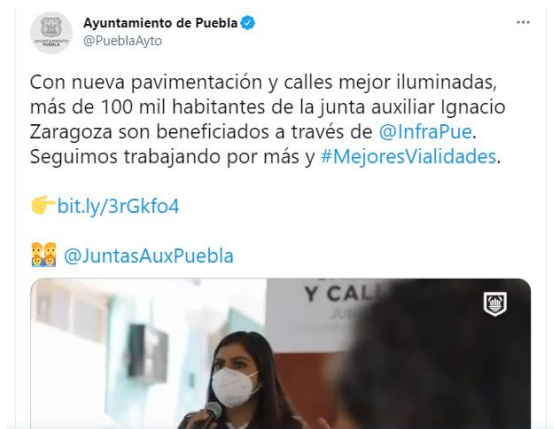 Ayuntamiento de Puebla
@PueblaAyto
Con nueva pavimentación y calles mejor iluminadas,
más de 100 mil habitantes de la junta auxiliar Ignacio
Zaragoza son beneficiados a través de @InfraPue.
Seguimos trabajando por más y #MejoresVialidades.
👉bit.ly/3rGkfo4
@JuntasAuxPuebla
Y CAL